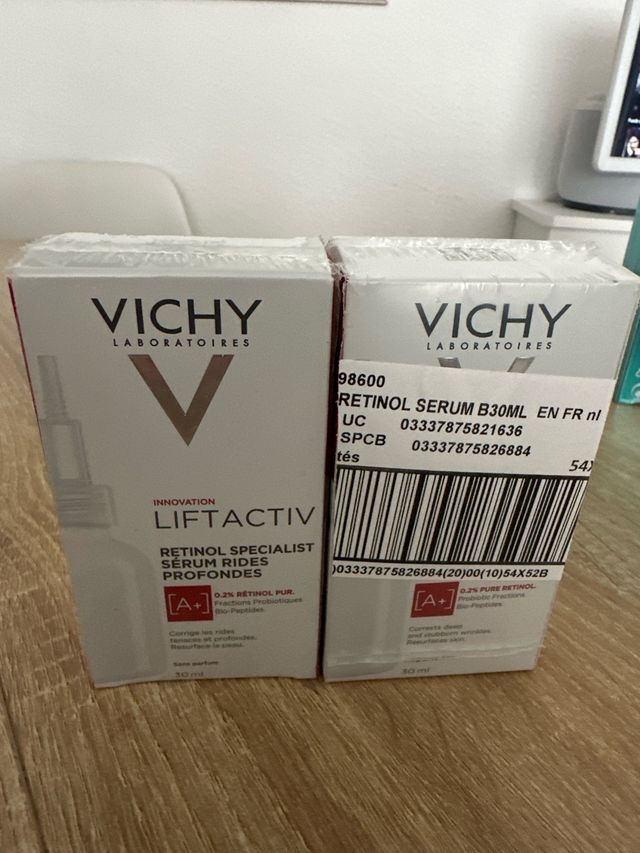 VICHY
LABORATOIRES
INNOVATION
LIFTACTIV
RETINOL SPECIALIST
SÉRUM RIDES
PROFONDES
[A+]
0.2% RÉTINOL PUR.
Fractions Probiotiques
Bio-Peptides.
Corrige les rides
tenaces et profondes.
Resurface la peau.
Sans parfum
30 ml
VICHY
LABORATOIRES
98600
RETINOL SERUM B30ML EN FR nl
UC 03337875821636
SPCB 03337875826884
tés
54X
)03337875826884(20)00(10)54X52B
[A+]
0.2% PURE RETINOL.
Probiotic Fractions
Bio-Peptides.
Corrects deep
and stubborn wrinkles.
Resurfaces skin.
30 ml